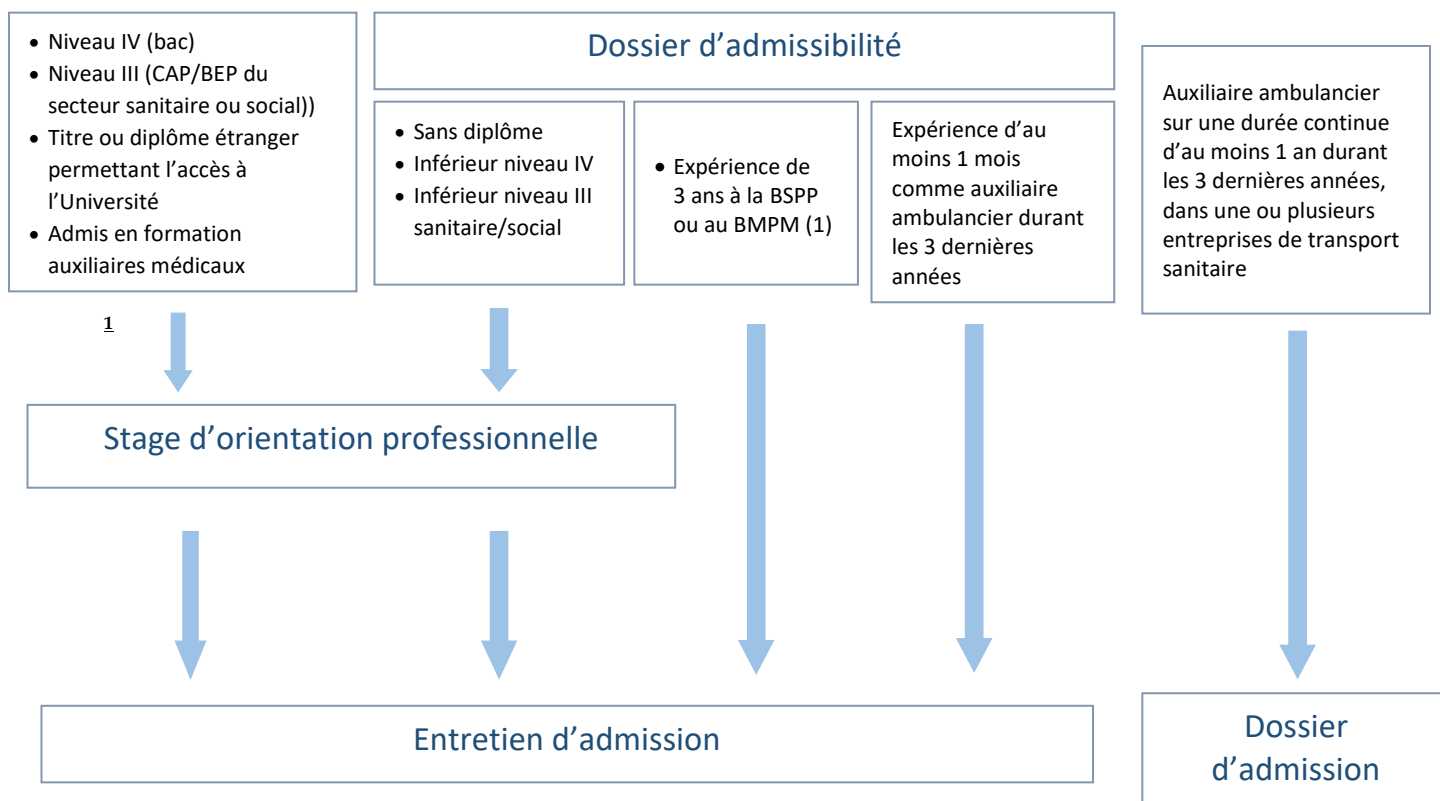 • Niveau IV (bac)
• Niveau III (CAP/BEP du
secteur sanitaire ou social))
• Titre ou diplôme étranger
permettant l’accès à
l’Université
• Admis en formation
auxiliaires médicaux
Dossier d’admissibilité
• Sans diplôme
• Inférieur niveau IV
• Inférieur niveau III
sanitaire/social
• Expérience de
3 ans à la BSPP
ou au BMPM (1)
Expérience d’au
moins 1 mois
comme auxiliaire
ambulancier durant
les 3 dernières
années
Auxiliaire ambulancier
sur une durée continue
d’au moins 1 an durant
les 3 dernières années,
dans une ou plusieurs
entreprises de transport
sanitaire
1
Stage d’orientation professionnelle
Entretien d’admission
Dossier
d’admission